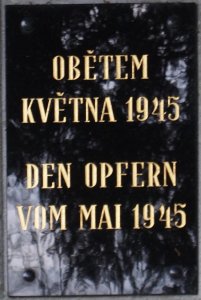 OBĚTEM
KVĚTNA 1945
DEN OPFERN
VOM MAI 1945